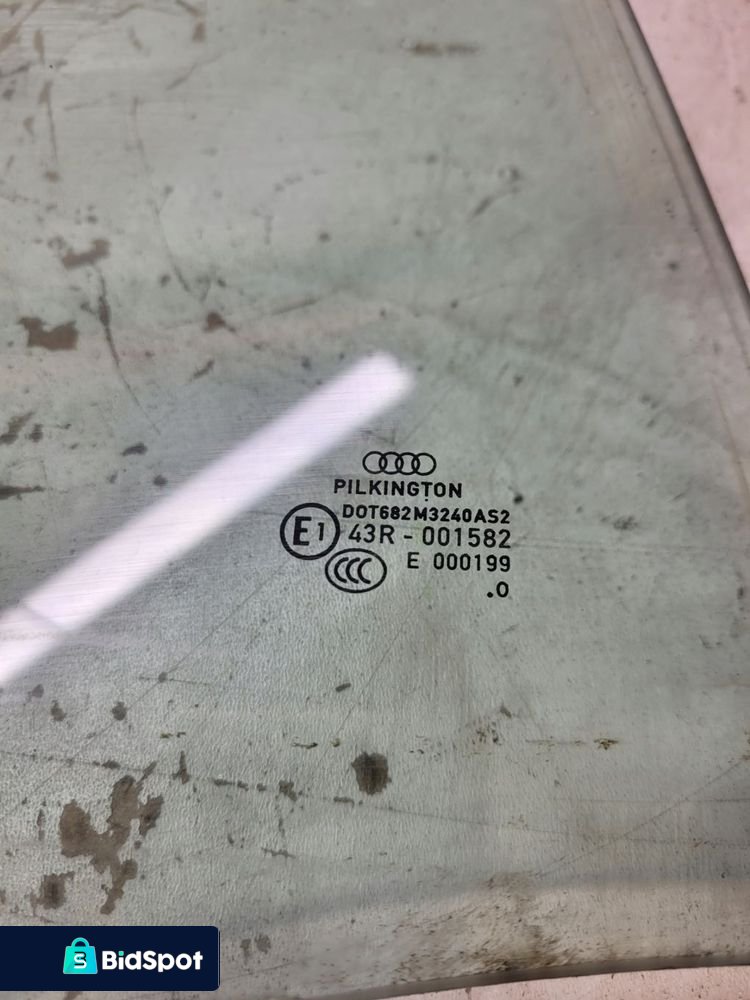 PILKINGTON
DOT682M3240AS2
E1 43R - 001582
CCC E 000199
.0
BidSpot